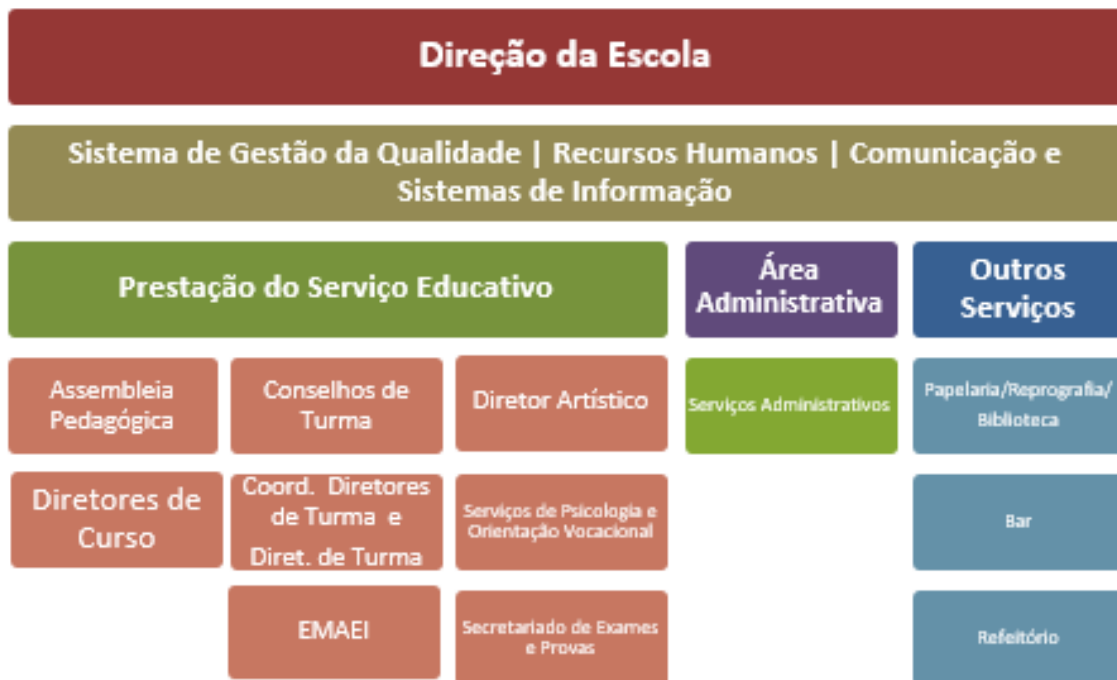 Direção da Escola
Sistema de Gestão da Qualidade | Recursos Humanos | Comunicação e
Sistemas de Informação
Prestação do Serviço Educativo
Área
Administrativa
Outros
Serviços
Assembleia
Pedagógica
Conselhos de
Turma
Diretor Artístico
Serviços Administrativos
Papelaria/Reprografia/
Biblioteca
Diretores de
Curso
Coord. Diretores
de Turma e
Diret. de Turma
Serviços de Psicologia e
Orientação Vocacional
Bar
EMAEI
Secretariado de Exames
e Provas
Refeitório